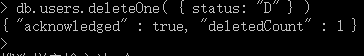 > db.users.deleteOne( { status: "D" } )
{ "acknowledged" : true, "deletedCount" : 1 }
>